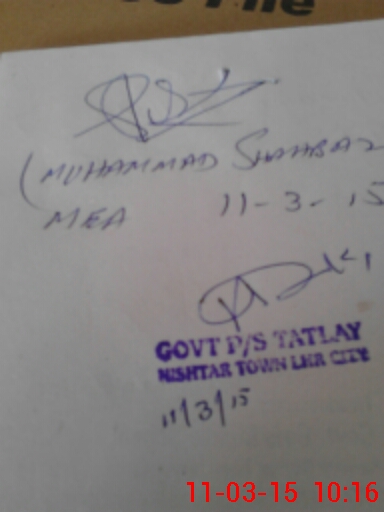 File
(MUHAMMAD SHAHBAZ
MEA 11-3-15
GOVT P/S TATLAY
NISHTAR TOWN LHR CITY
11/3/15
11-03-15 10:16